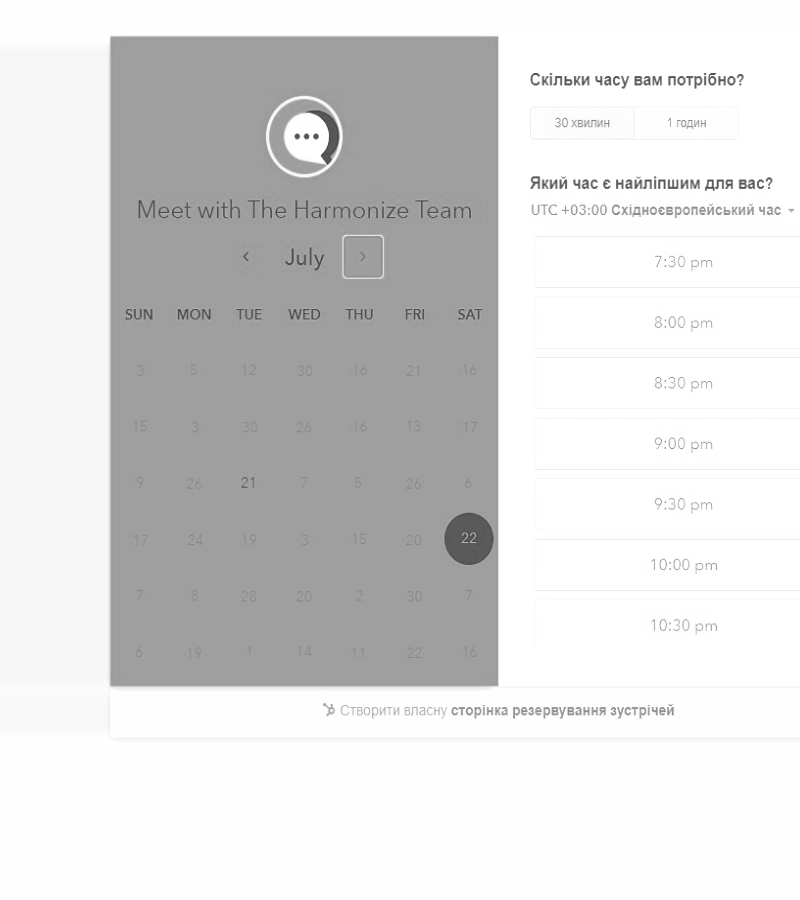 Meet with The Harmonize Team
July
SUN MON TUE WED THU FRI SAT
3 5 12 30 16 21 16
15 3 30 26 16 13 17
9 26 21 7 5 26 6
17 24 19 3 15 20 22
7 8 28 20 2 30 7
6 19 1 14 11 22 16
Скільки часу вам потрібно?
30 хвилин 1 годин
Який час є найліпшим для вас?
UTC +03:00 Східноєвропейський час
7:30 pm
8:00 pm
8:30 pm
9:00 pm
9:30 pm
10:00 pm
10:30 pm
Створити власну сторінка резервування зустрічей